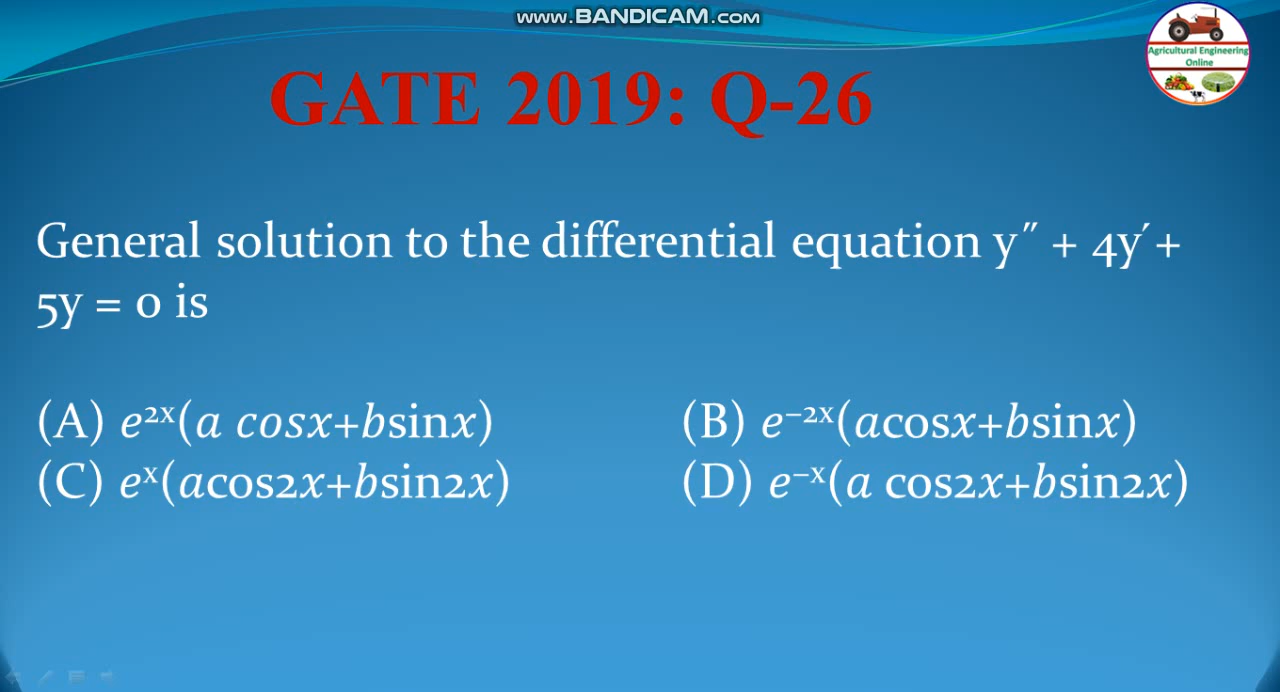 www.BANDICAM.com
Agricultural Engineering
Online
GATE 2019: Q-26
General solution to the differential equation y˝ + 4y´+
5y = 0 is
(A) e²ˣ(a cosx+bsinx) (B) e⁻²ˣ(acosx+bsinx)
(C) eˣ(acos2x+bsin2x) (D) e⁻ˣ(a cos2x+bsin2x)